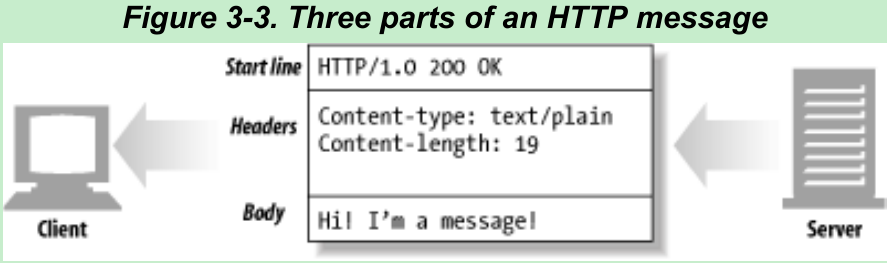 Figure 3-3. Three parts of an HTTP message
Start line
HTTP/1.0 200 OK
Headers
Content-type: text/plain
Content-length: 19
Body
Hi! I'm a message!
Client
Server